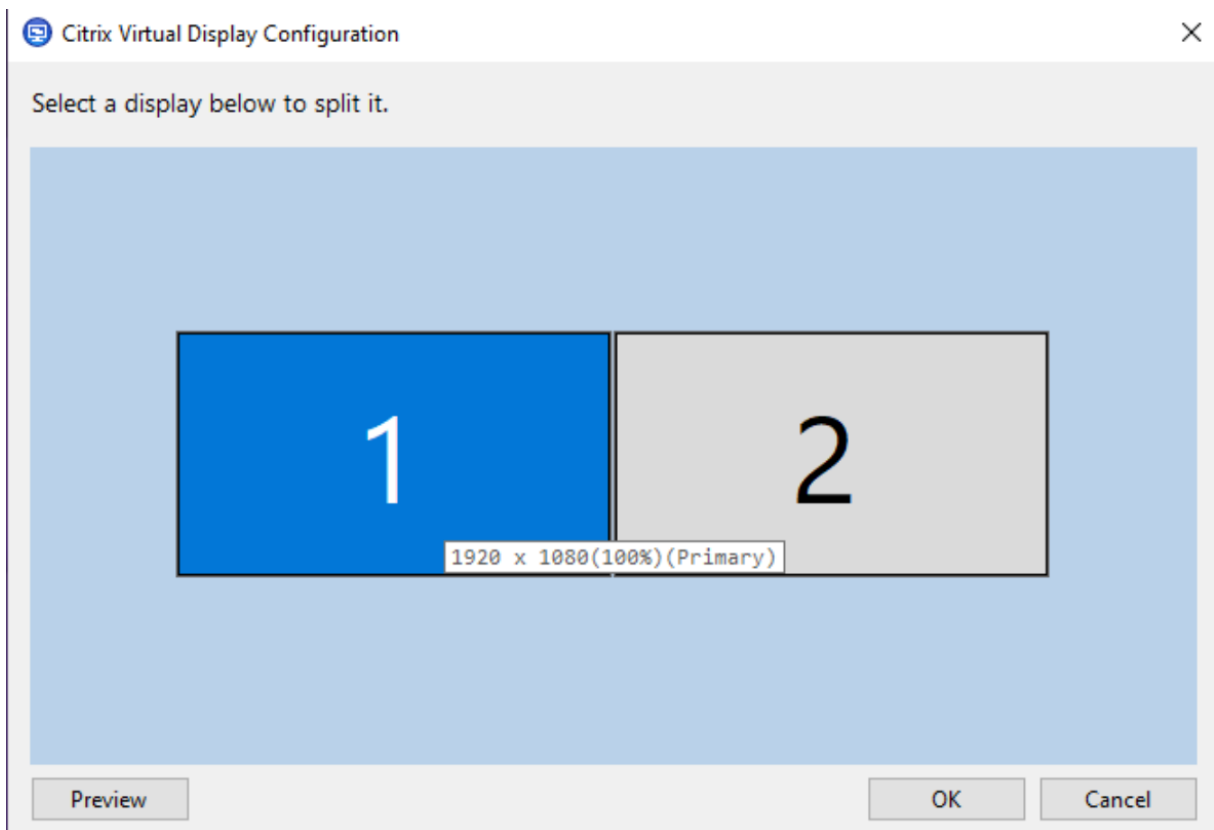 Citrix Virtual Display Configuration
Select a display below to split it.
1
2
1920 x 1080(100%)(Primary)
Preview
OK
Cancel